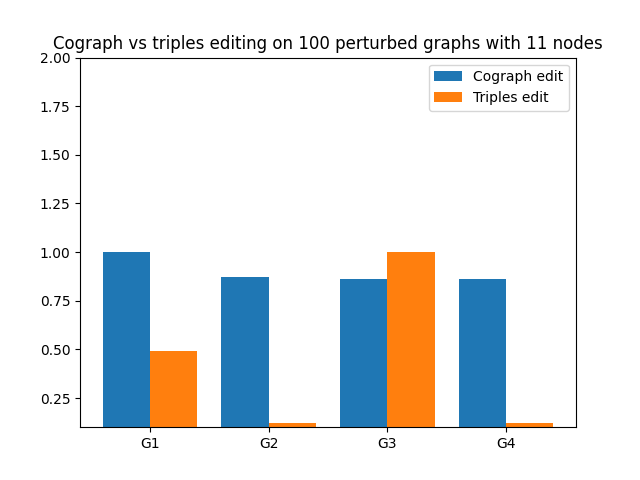 Cograph vs triples editing on 100 perturbed graphs with 11 nodes
2.00
1.75
1.50
1.25
1.00
0.75
0.50
0.25
Cograph edit
Triples edit
G1 G2 G3 G4